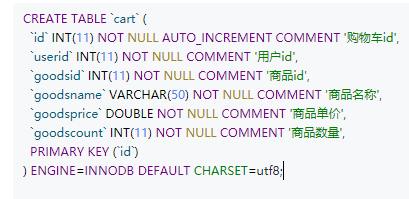 CREATE TABLE `cart` (
`id` INT(11) NOT NULL AUTO_INCREMENT COMMENT '购物车id',
`userid` INT(11) NOT NULL COMMENT '用户id',
`goodsid` INT(11) NOT NULL COMMENT '商品id',
`goodsname` VARCHAR(50) NOT NULL COMMENT '商品名称',
`goodsprice` DOUBLE NOT NULL COMMENT '商品单价',
`goodscount` INT(11) NOT NULL COMMENT '商品数量',
PRIMARY KEY (`id`)
) ENGINE=INNODB DEFAULT CHARSET=utf8;